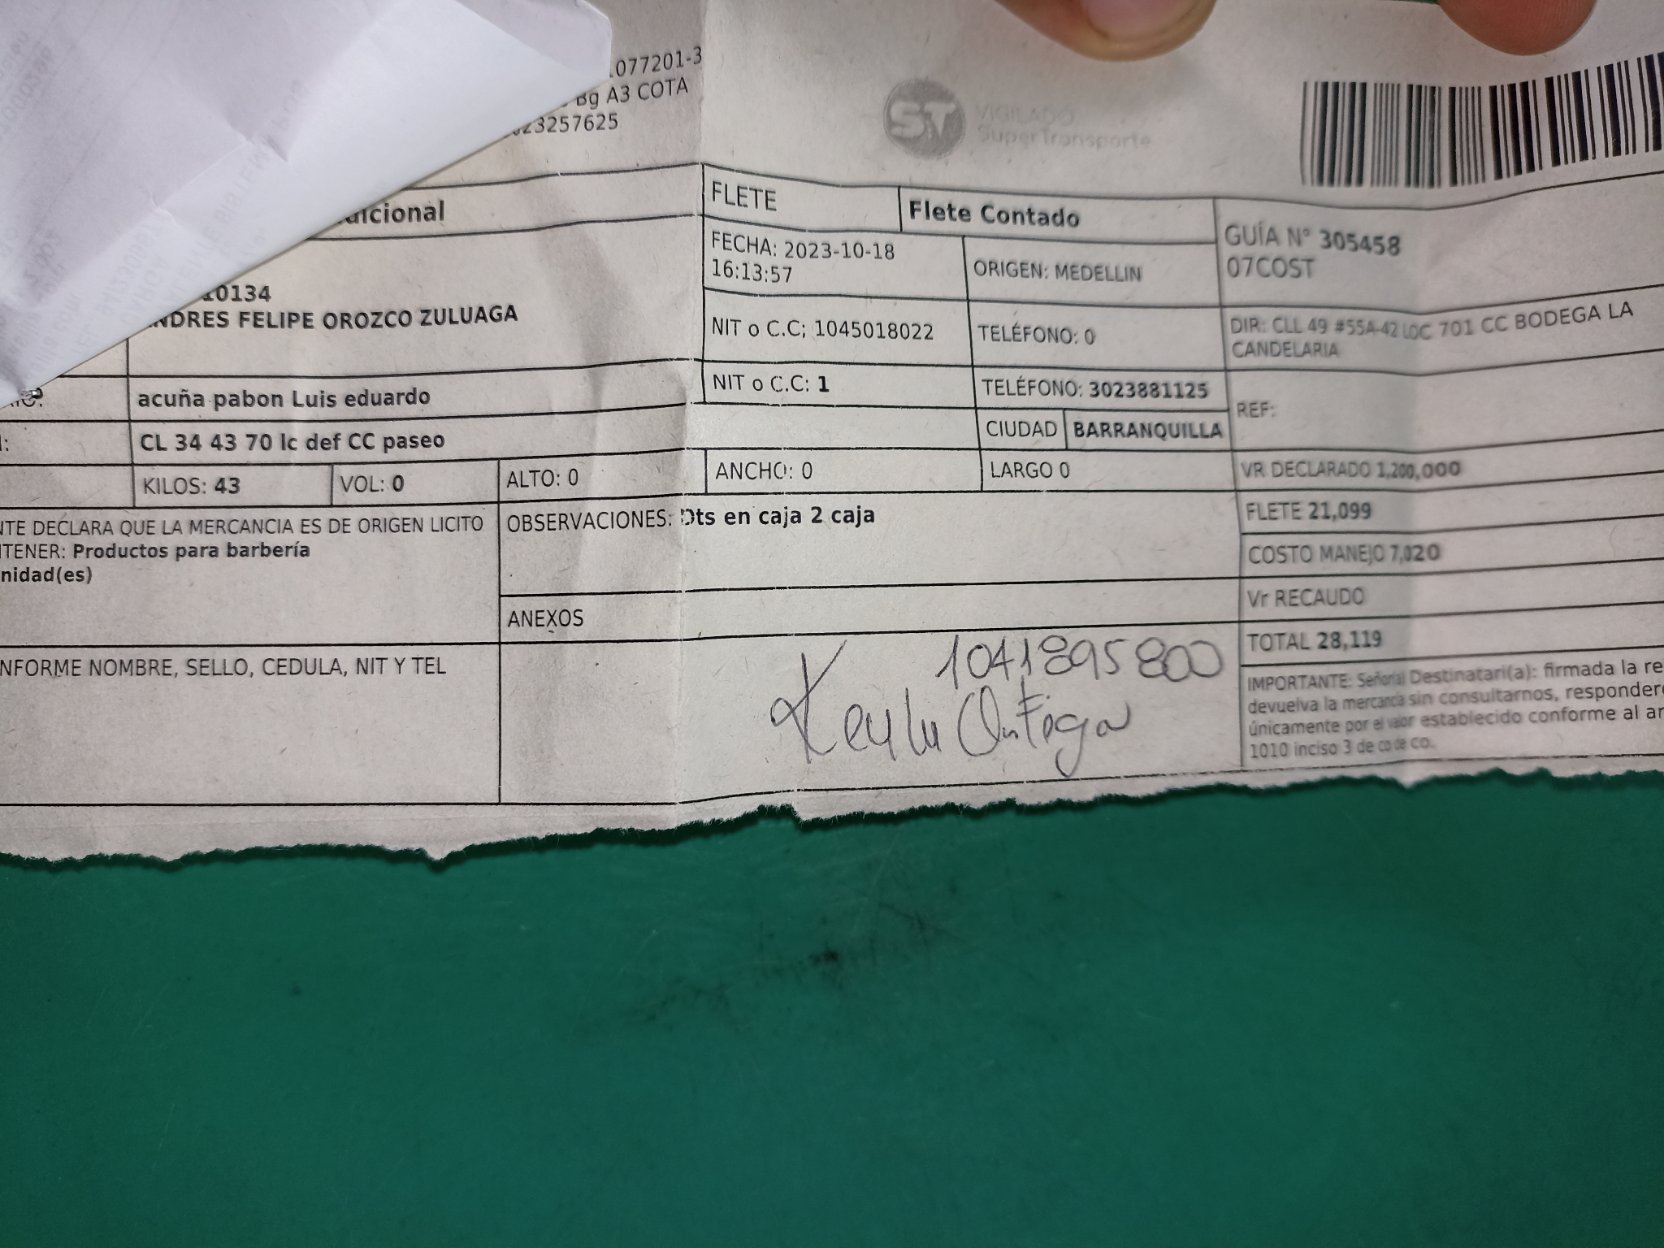 077201-3
Bg A3 COTA
23257625
ST VIGILADO
SuperTransporte
dicional
FLETE
Flete Contado
GUÍA N° 305458
07COST
FECHA: 2023-10-18
16:13:57
ORIGEN: MEDELLIN
10134
ANDRES FELIPE OROZCO ZULUAGA
NIT o C.C; 1045018022
TELÉFONO: 0
DIR: CLL 49 #55A-42 LOC 701 CC BODEGA LA
CANDELARIA
acuña pabon Luis eduardo
NIT o C.C: 1
TELÉFONO: 3023881125
REF:
CL 34 43 70 lc def CC paseo
CIUDAD
BARRANQUILLA
KILOS: 43
VOL: 0
ALTO: 0
ANCHO: 0
LARGO 0
VR DECLARADO 1,200,000
NTE DECLARA QUE LA MERCANCIA ES DE ORIGEN LICITO
TENER: Productos para barbería
nidad(es)
OBSERVACIONES: Dts en caja 2 caja
FLETE 21,099
COSTO MANEJO 7,020
ANEXOS
Vr RECAUDO
TOTAL 28,119
NFORME NOMBRE, SELLO, CEDULA, NIT Y TEL
1041895800
IMPORTANTE: Señor(a) Destinatari(a): firmada la re
devuelva la mercancía sin consultarnos, responder
únicamente por el valor establecido conforme al ar
1010 inciso 3 de co de co.